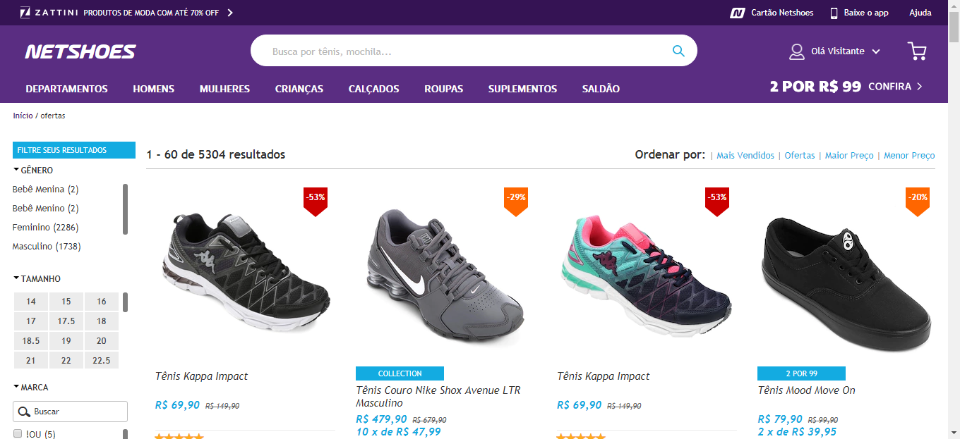 ZATTINI PRODUTOS DE MODA COM ATÉ 70% OFF
Cartão Netshoes
Baixe o app
Ajuda
NETSHOES
Busca por tênis, mochila...
Olá Visitante
DEPARTAMENTOS HOMENS MULHERES CRIANÇAS CALÇADOS ROUPAS SUPLEMENTOS SALDÃO
2 POR R$ 99 CONFIRA
Início / ofertas
FILTRE SEUS RESULTADOS
1 - 60 de 5304 resultados
Ordenar por: | Mais Vendidos | Ofertas | Maior Preço | Menor Preço
GÊNERO
Bebê Menina (2)
Bebê Menino (2)
Feminino (2286)
Masculino (1738)
TAMANHO
14 15 16
17 17.5 18
18.5 19 20
21 22 22.5
MARCA
Buscar
!OU (5)
-53%
Tênis Kappa Impact
R$ 69,90 R$ 149,90
-29%
COLLECTION
Tênis Couro Nike Shox Avenue LTR
Masculino
R$ 479,90 R$ 679,90
10 x de R$ 47,99
-53%
Tênis Kappa Impact
R$ 69,90 R$ 149,90
-20%
2 POR 99
Tênis Mood Move On
R$ 79,90 R$ 99,90
2 x de R$ 39,95